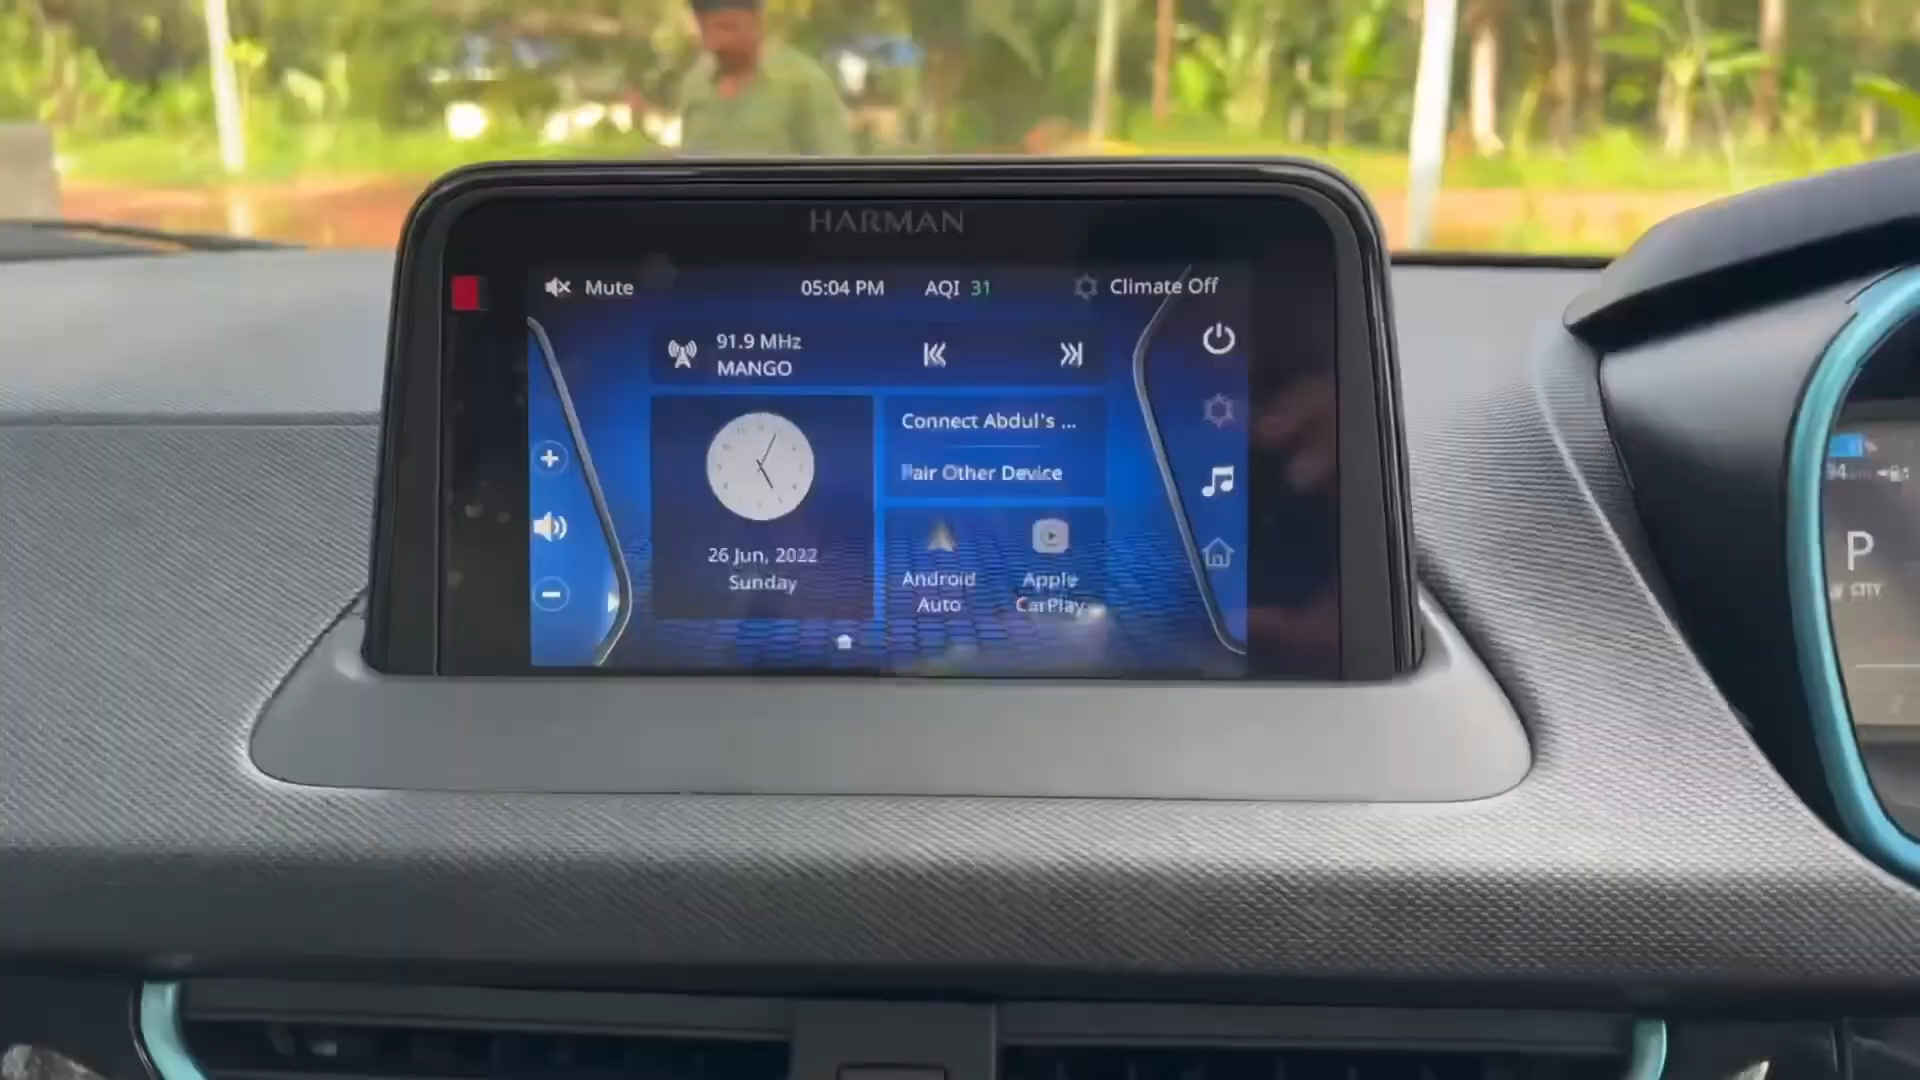 HARMAN
Mute
05:04 PM
AQI 31
Climate Off
91.9 MHz
MANGO
Connect Abdul's ...
Pair Other Device
26 Jun, 2022
Sunday
Android
Auto
Apple
CarPlay
P
CITY